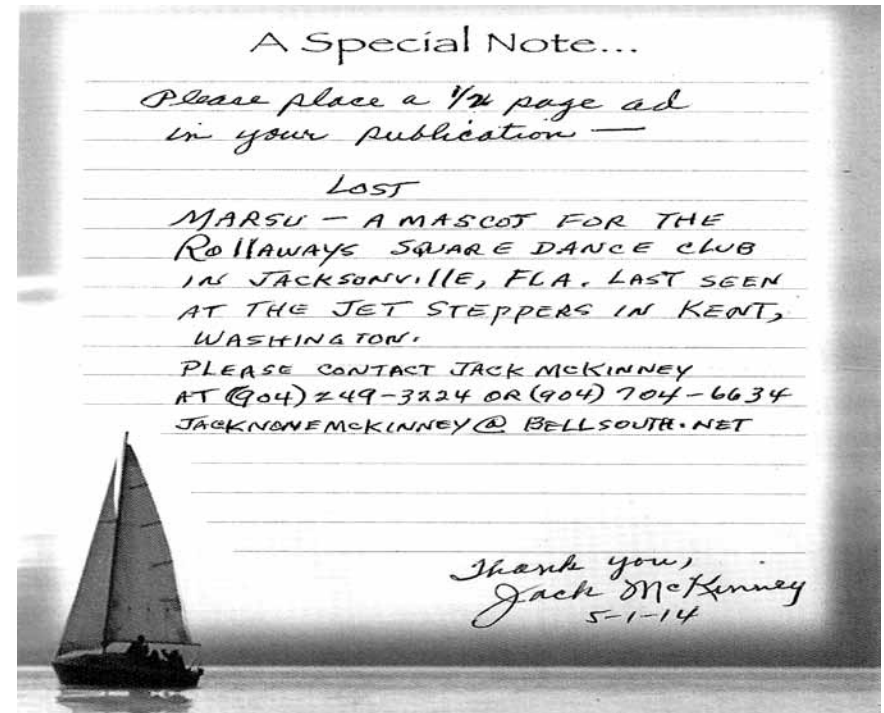 A Special Note...
Please place a 1/2 page ad
in your publication —
LOST
MARSU - A MASCOT FOR THE
ROllAWAYS SQUARE DANCE CLUB
IN JACKSONVIllE, FLA. LAST SEEN
AT THE JET STEPPERS IN KENT,
WASHINGTON.
PLEASE CONTACT JACK McKINNEY
AT (904) 249-3224 OR (904) 704-6634
JACKNONEMcKINNEY@BELLSOUTH.NET
Thank you,
Jack McKinney
5-1-14